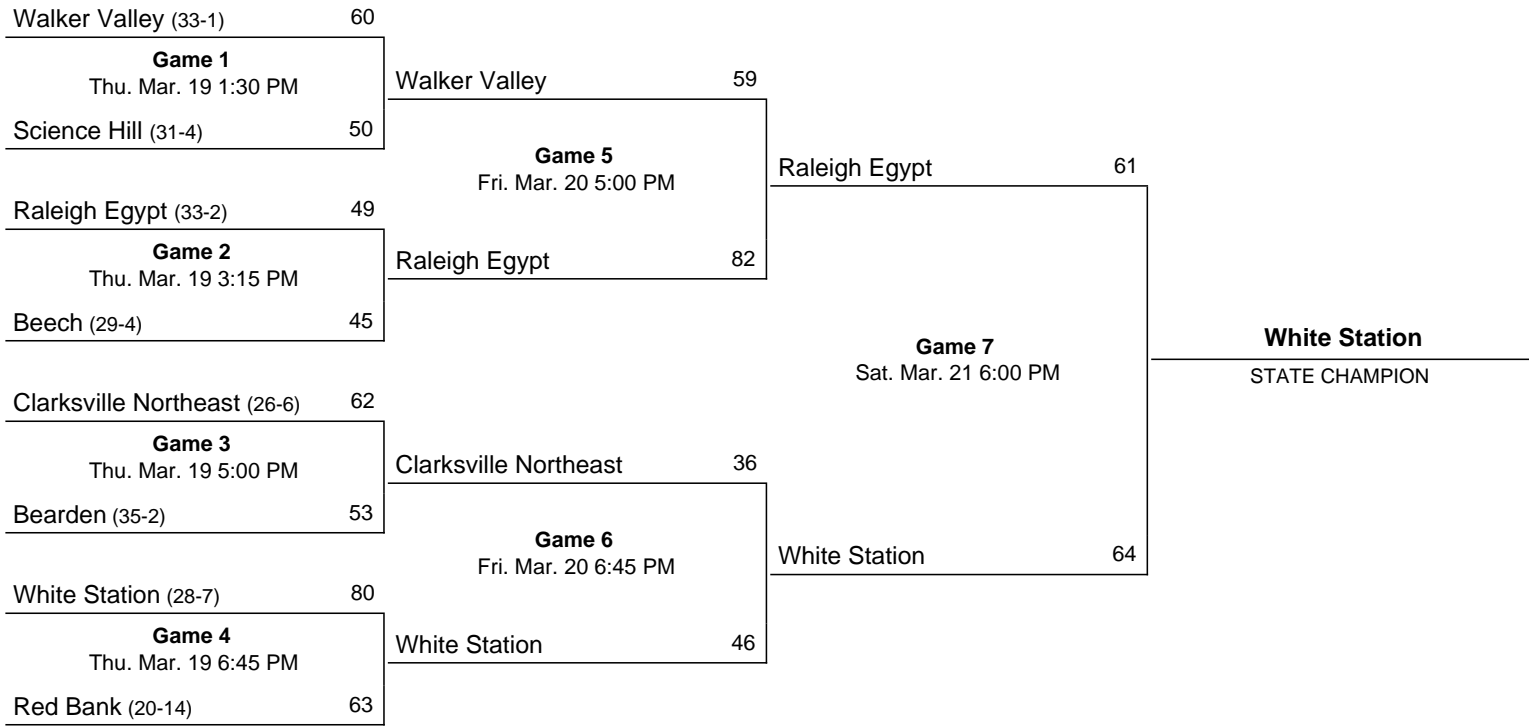 Walker Valley (33-1) 60
Game 1
Thu. Mar. 19 1:30 PM
Science Hill (31-4) 50
Raleigh Egypt (33-2) 49
Game 2
Thu. Mar. 19 3:15 PM
Beech (29-4) 45
Clarksville Northeast (26-6) 62
Game 3
Thu. Mar. 19 5:00 PM
Bearden (35-2) 53
White Station (28-7) 80
Game 4
Thu. Mar. 19 6:45 PM
Red Bank (20-14) 63
Walker Valley 59
Game 5
Fri. Mar. 20 5:00 PM
Raleigh Egypt 82
Clarksville Northeast 36
Game 6
Fri. Mar. 20 6:45 PM
White Station 46
Raleigh Egypt 61
Game 7
Sat. Mar. 21 6:00 PM
White Station 64
White Station
STATE CHAMPION